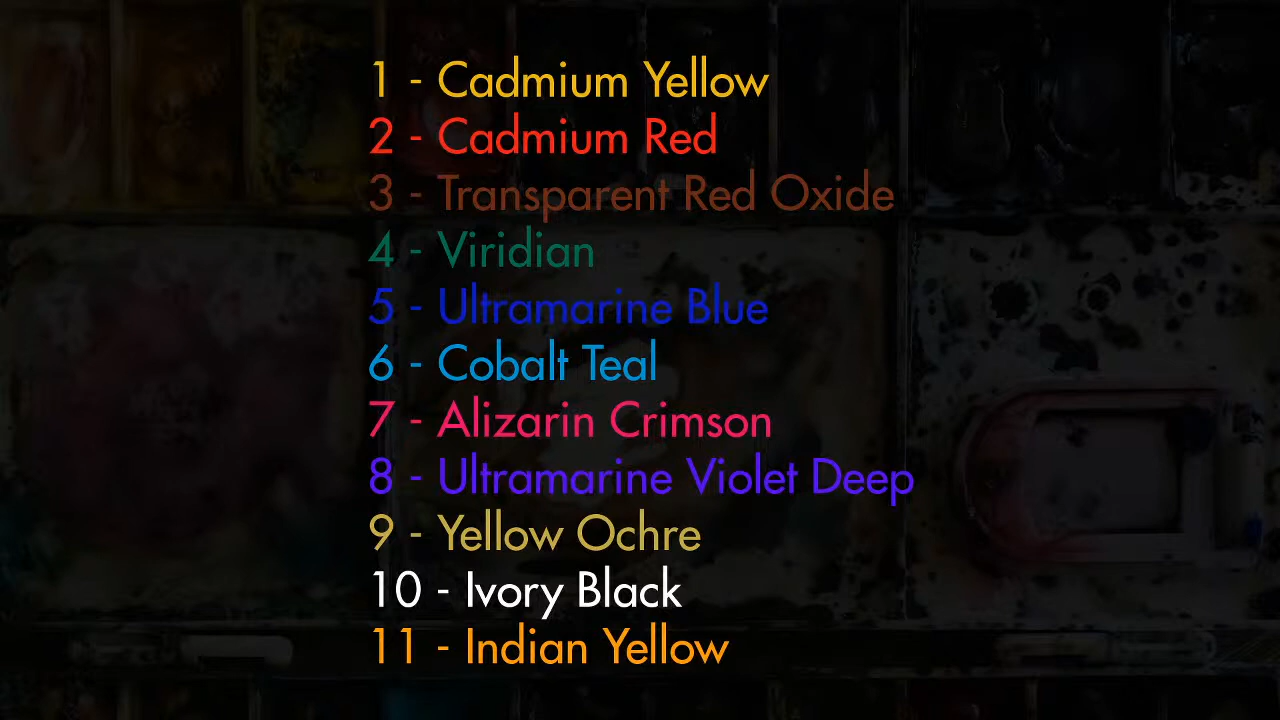 1 - Cadmium Yellow
2 - Cadmium Red
3 - Transparent Red Oxide
4 - Viridian
5 - Ultramarine Blue
6 - Cobalt Teal
7 - Alizarin Crimson
8 - Ultramarine Violet Deep
9 - Yellow Ochre
10 - Ivory Black
11 - Indian Yellow